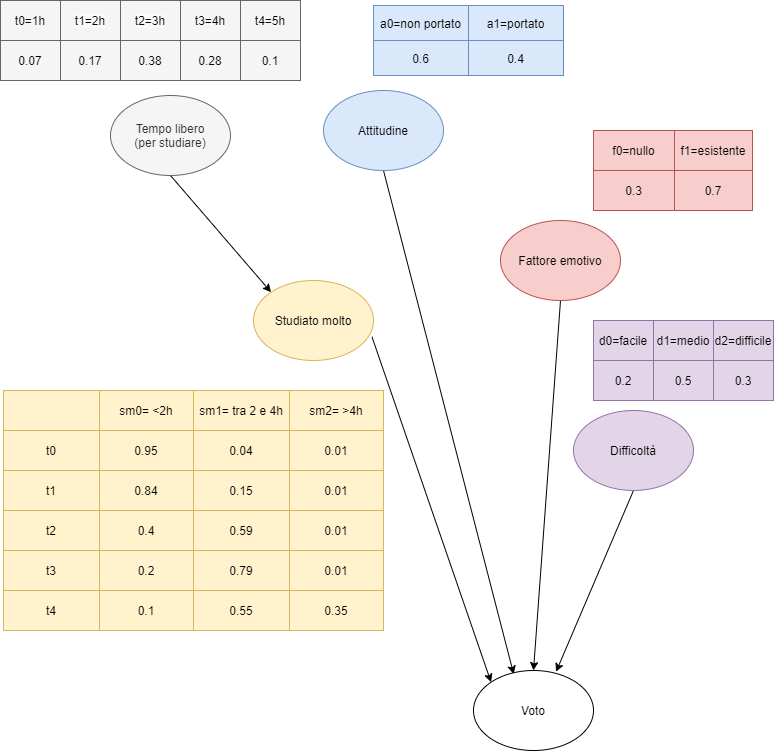 t0=1h t1=2h t2=3h t3=4h t4=5h
0.07 0.17 0.38 0.28 0.1
a0=non portato a1=portato
0.6 0.4
Tempo libero
(per studiare)
Attitudine
f0=nullo f1=esistente
0.3 0.7
Fattore emotivo
Studiato molto
d0=facile d1=medio d2=difficile
0.2 0.5 0.3
Difficoltà
sm0= <2h sm1= tra 2 e 4h sm2= >4h
t0 0.95 0.04 0.01
t1 0.84 0.15 0.01
t2 0.4 0.59 0.01
t3 0.2 0.79 0.01
t4 0.1 0.55 0.35
Voto